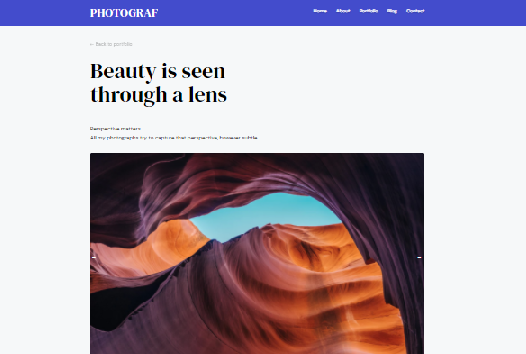 PHOTOGRAF
Home About Portfolio Blog Contact
← Back to portfolio
Beauty is seen
through a lens
Perspective matters
All my photographs try to capture that perspective, however subtle.